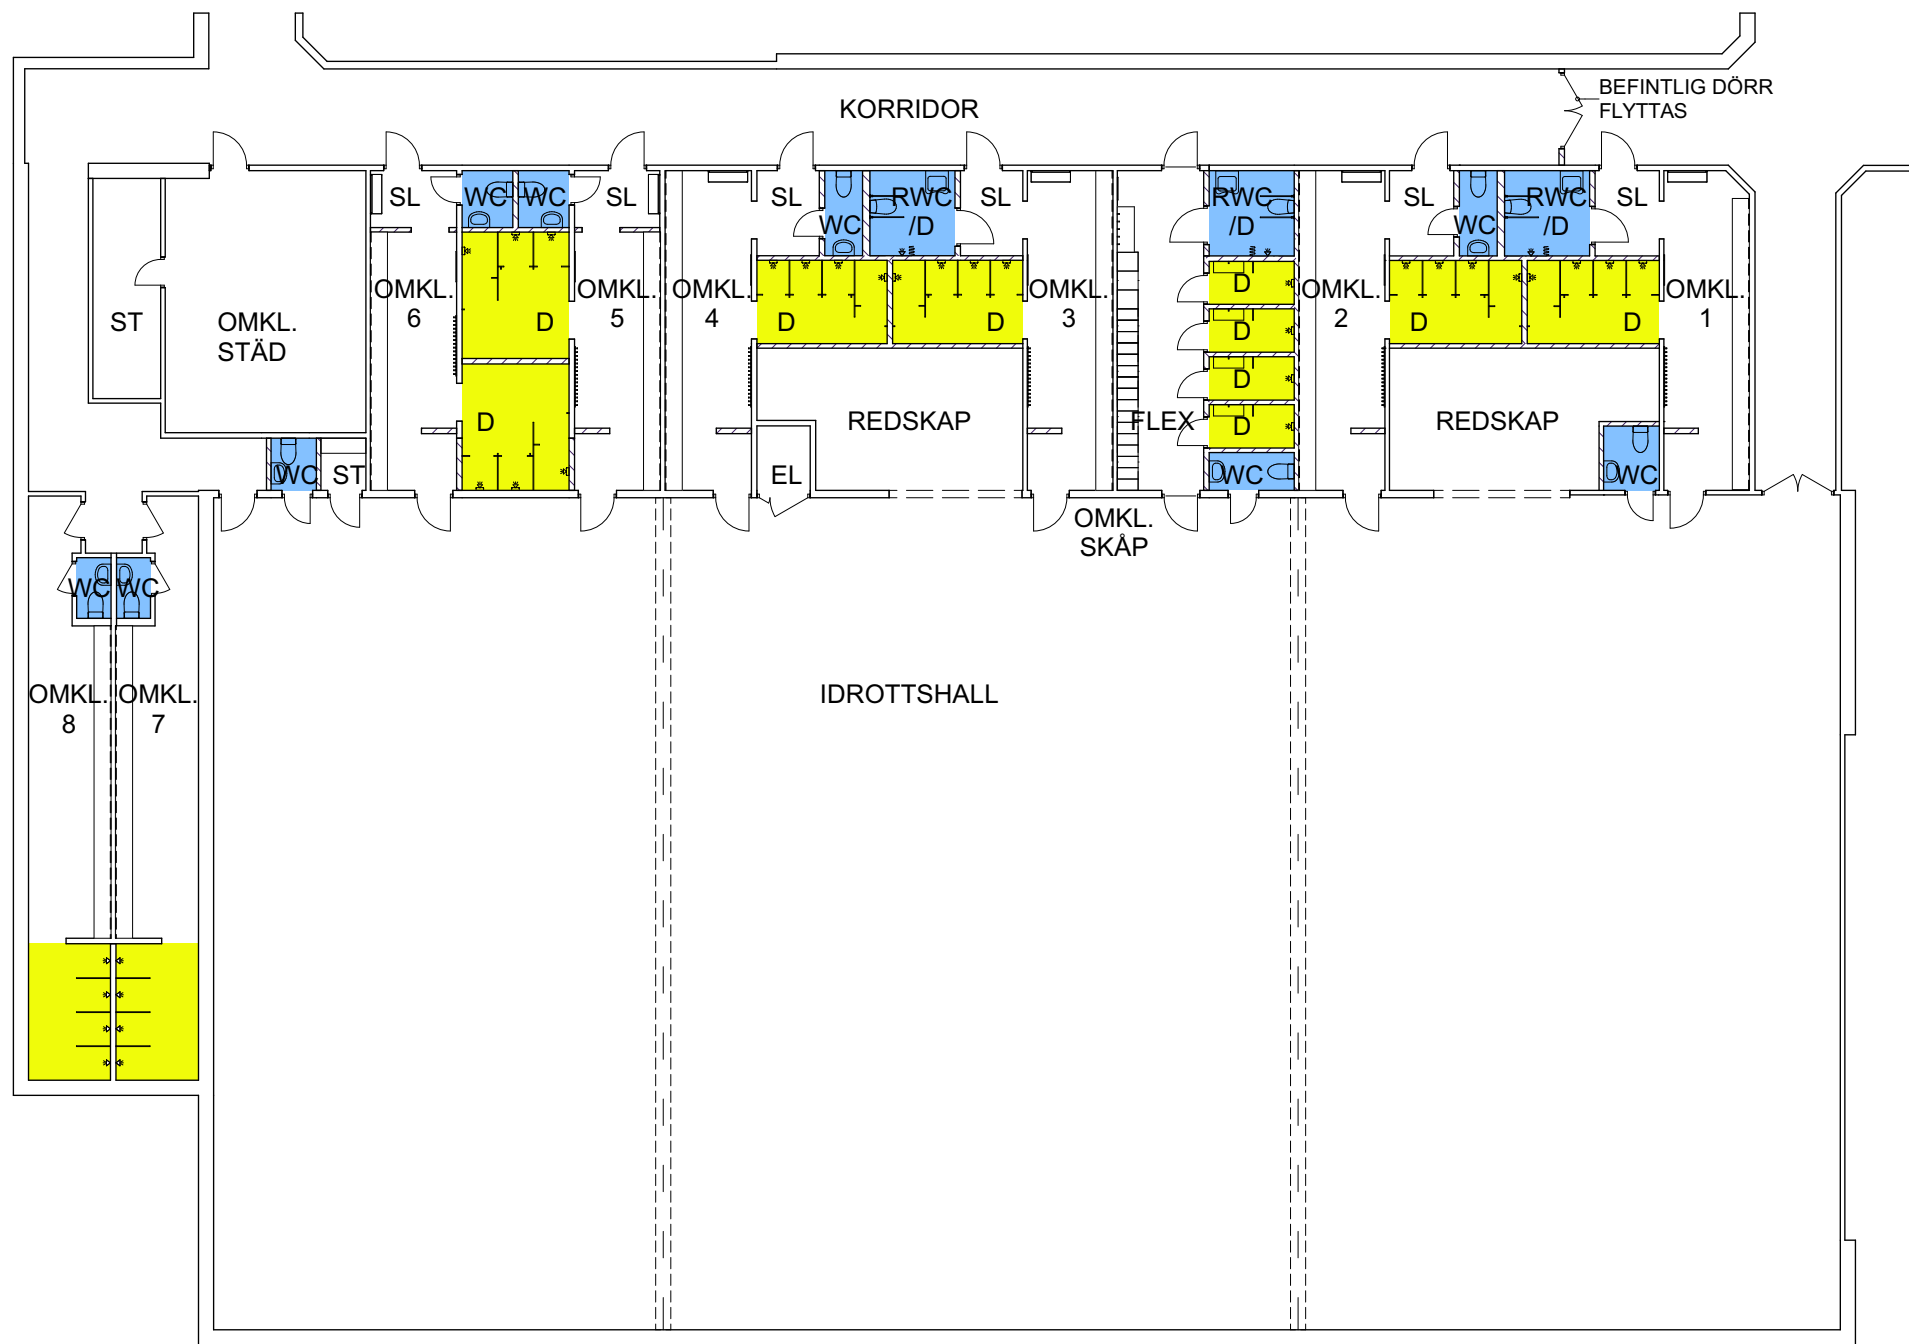 BEFINTLIG DÖRR
FLYTTAS
KORRIDOR
SL
WC
WC
SL
SL
WC
RWC
/D
SL
RWC
/D
SL
WC
RWC
/D
SL
ST
OMKL.
STÄD
OMKL.
6
D
OMKL.
5
OMKL.
4
D
D
OMKL.
3
D
D
D
D
OMKL.
2
D
D
OMKL.
1
D
REDSKAP
FLEX
REDSKAP
WC
ST
EL
WC
WC
OMKL.
SKÅP
WC
WC
OMKL.
8
OMKL.
7
IDROTTSHALL